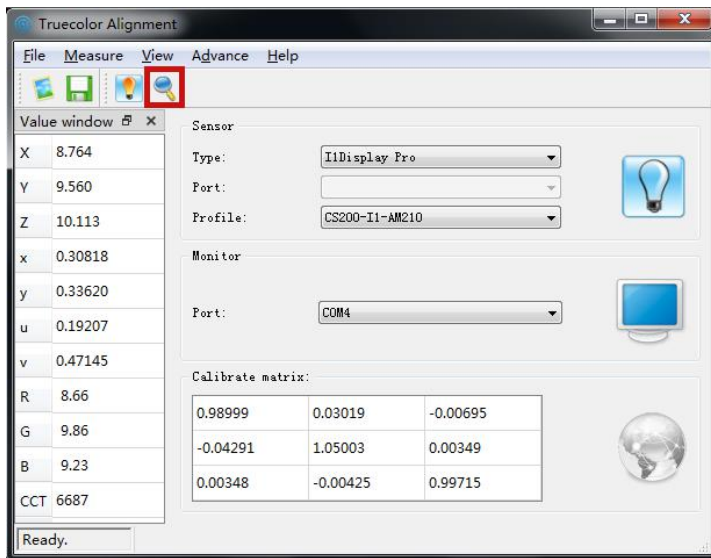 Truecolor Alignment
File Measure View Advance Help
Value window
X 8.764
Y 9.560
Z 10.113
x 0.30818
y 0.33620
u 0.19207
v 0.47145
R 8.66
G 9.86
B 9.23
CCT 6687
Sensor
Type: I1Display Pro
Port:
Profile: CS200-I1-AM210
Monitor
Port: COM4
Calibrate matrix:
0.98999 0.03019 -0.00695
-0.04291 1.05003 0.00349
0.00348 -0.00425 0.99715
Ready.